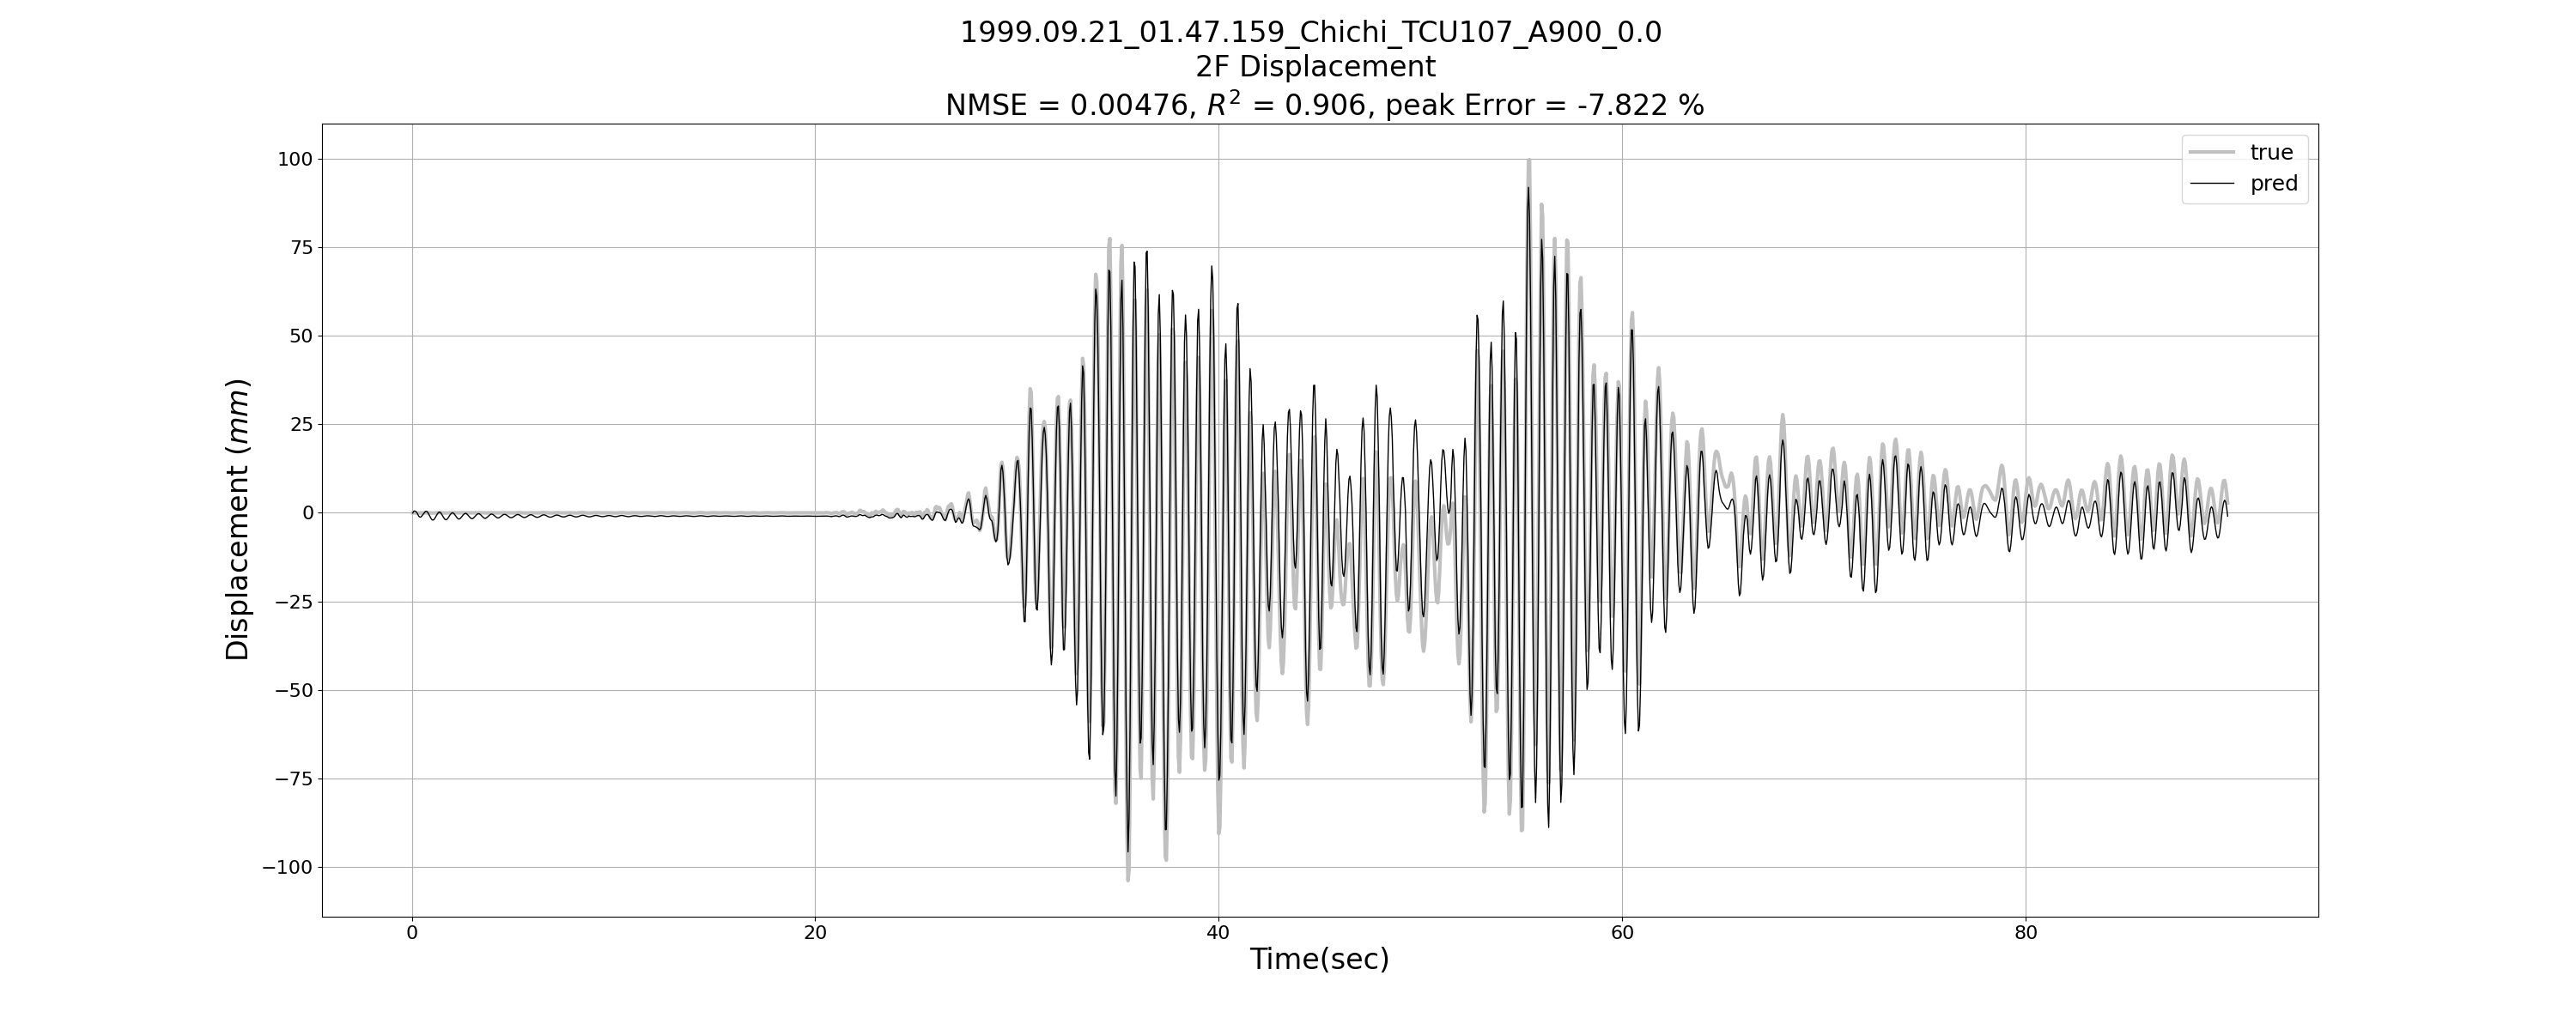 1999.09.21_01.47.159_Chichi_TCU107_A900_0.0
2F Displacement
NMSE = 0.00476, R² = 0.906, peak Error = -7.822 %
true
pred
100
75
50
25
0
−25
−50
−75
−100
Displacement (mm)
0
20
40
60
80
Time(sec)